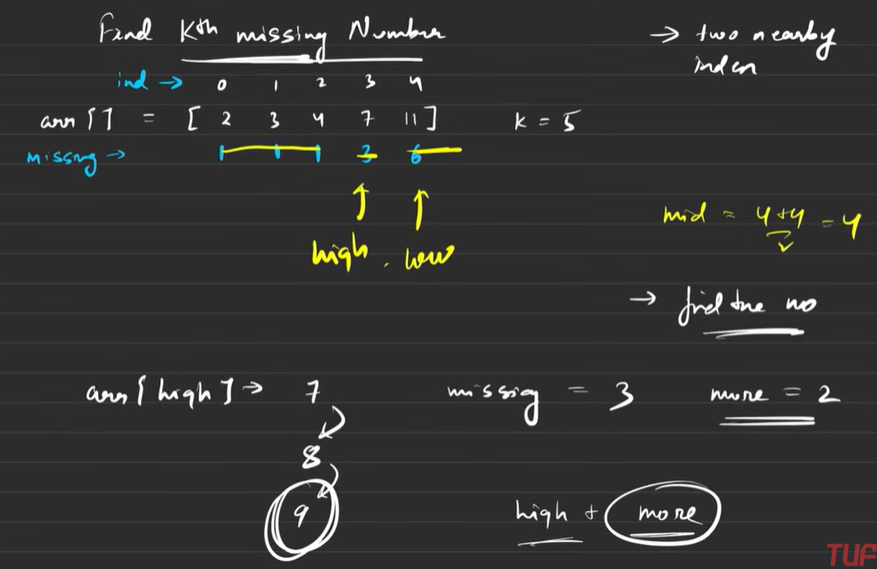 Find Kth missing Number
→ two nearby
index
ind → 0 1 2 3 4
arr [] = [ 2 3 4 7 11 ] k = 5
missing → 1 1 1 3 6
high low
mid = 4+4 = 4
2
→ find the no
arr [ high ] → 7 missing = 3 more = 2
8
9
high + more
TUF